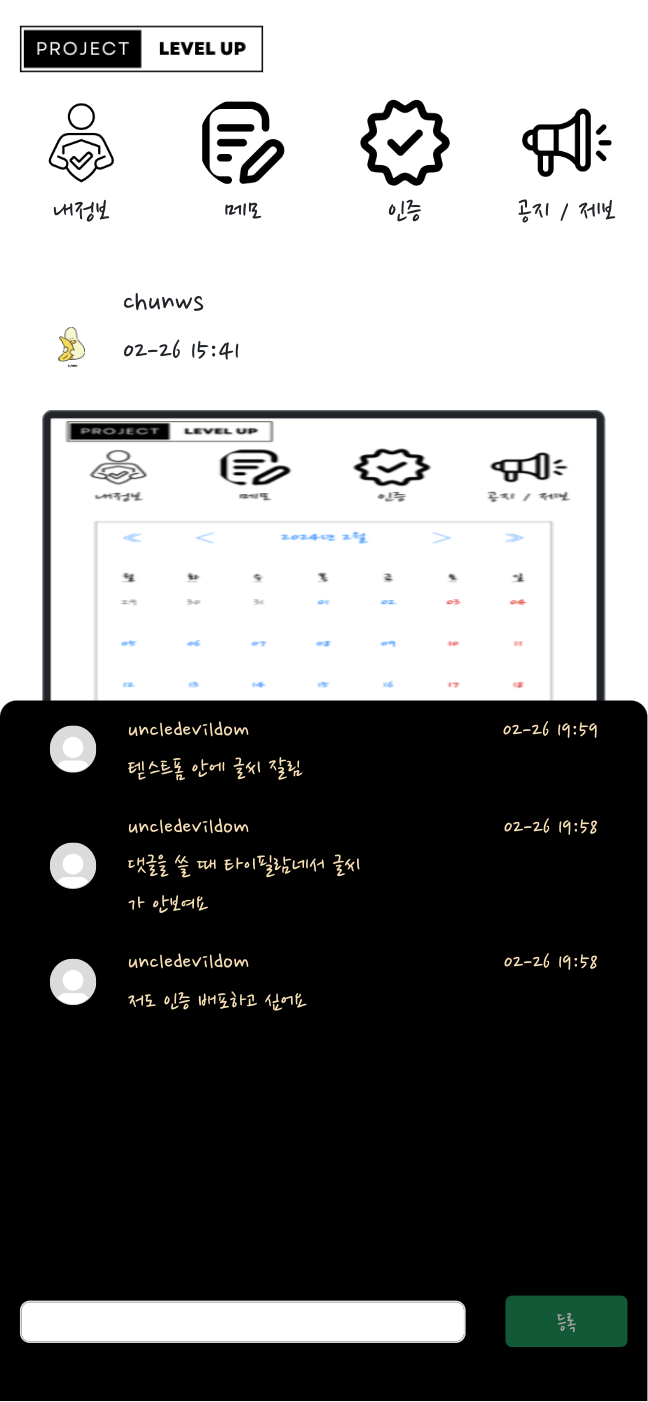 PROJECT LEVEL UP
내정보 메모 인증 공지 / 제보
chunws
02-26 15:41
PROJECT LEVEL UP
내정보 메모 인증 공지 / 제보
« < 2024년 2월 > »
월 화 수 목 금 토 일
29 30 31 01 02 03 04
05 06 07 08 09 10 11
12 13 14 15 16 17 18
uncledevildom 02-26 19:59
텐스트폼 안에 글씨 잘림
uncledevildom 02-26 19:58
댓글을 쓸 때 타이필람네서 글씨
가 안보여요
uncledevildom 02-26 19:58
저도 인증 배포하고 싶어요
등록